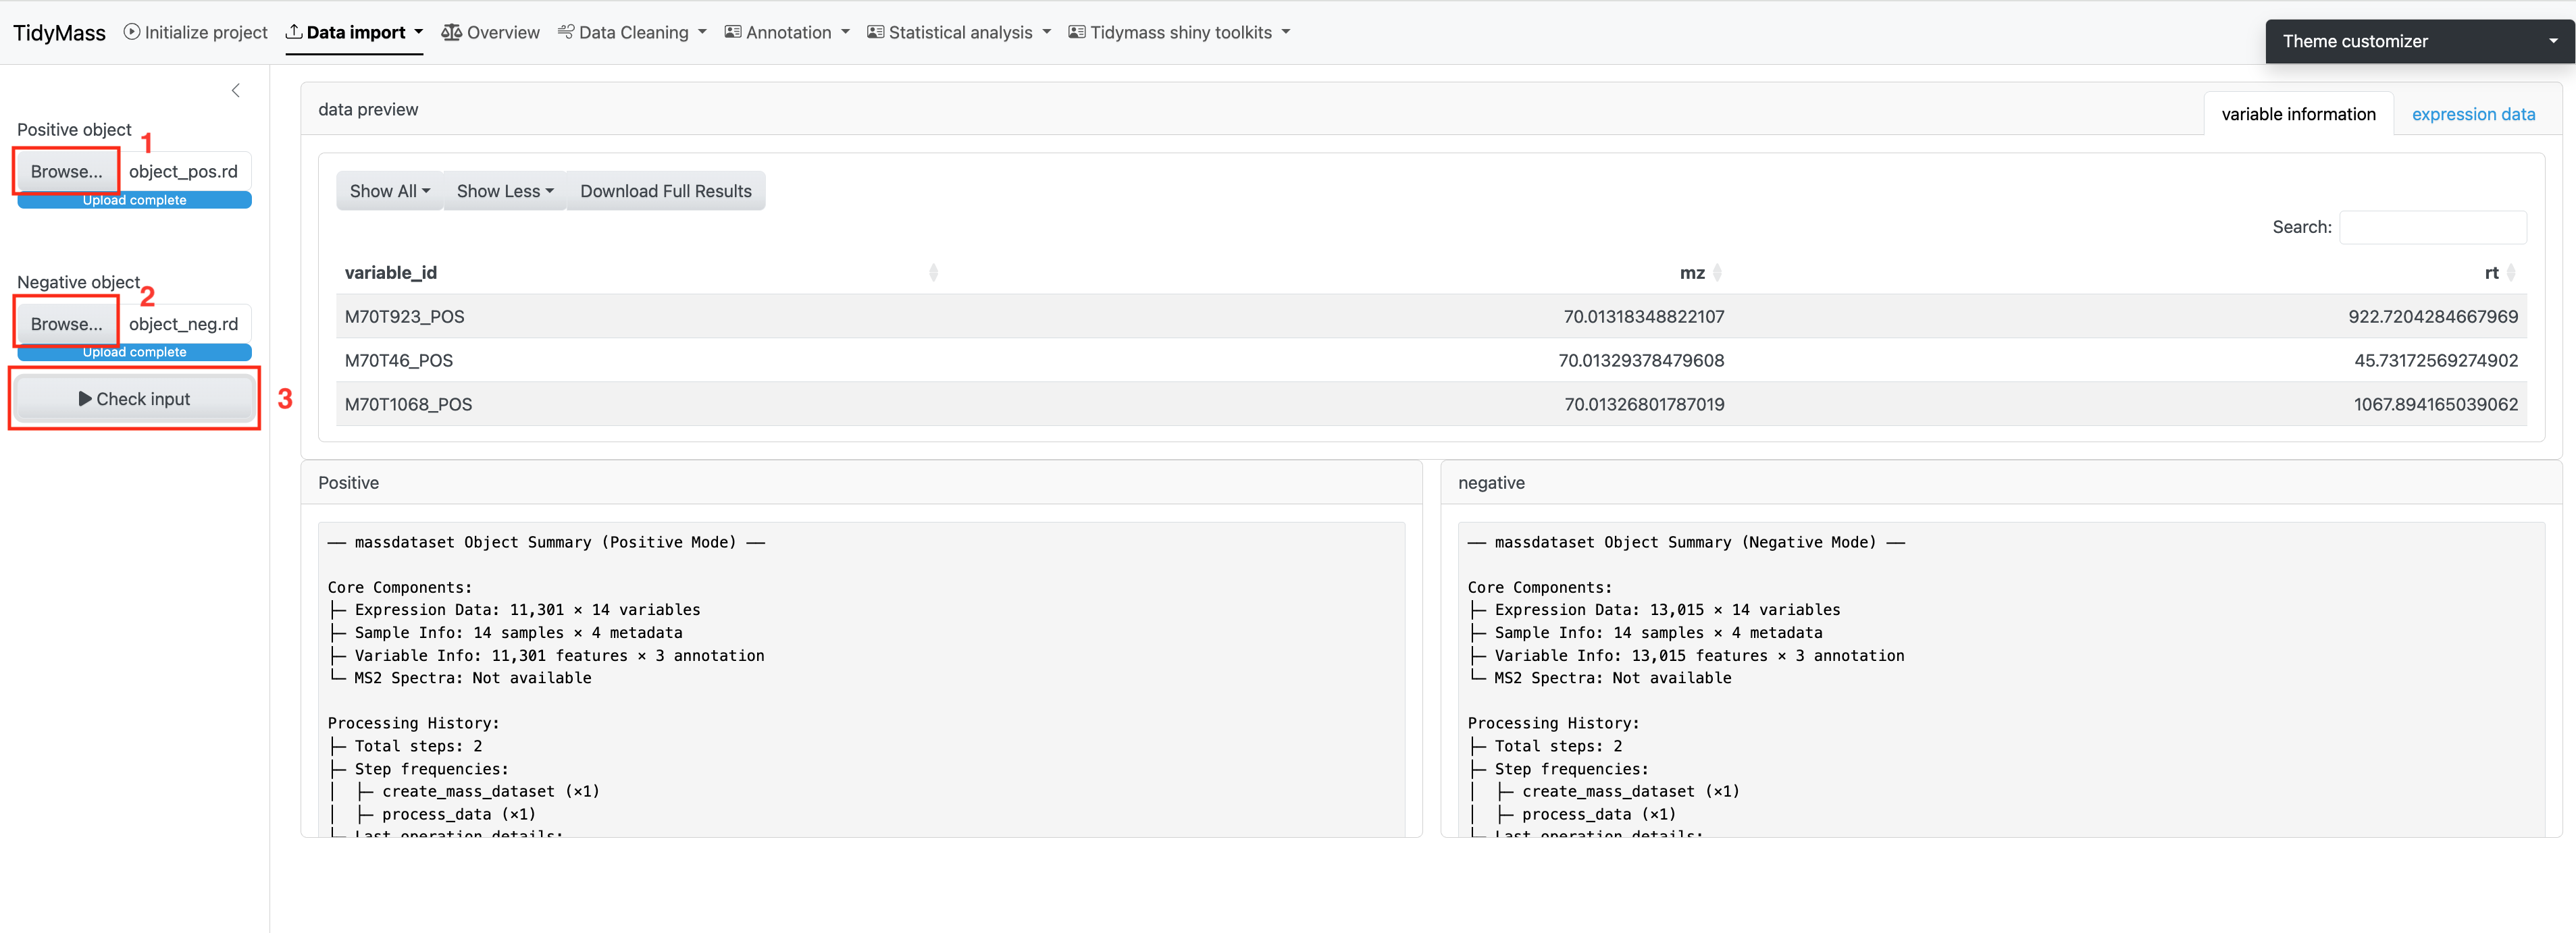 TidyMass Initialize project Data import Overview Data Cleaning Annotation Statistical analysis Tidymass shiny toolkits
Theme customizer
Positive object
1
Browse... object_pos.rd
Upload complete
Negative object
2
Browse... object_neg.rd
Upload complete
Check input
3
data preview
variable information expression data
Show All Show Less Download Full Results
Search:
variable_id mz rt
M70T923_POS 70.01318348822107 922.7204284667969
M70T46_POS 70.01329378479608 45.73172569274902
M70T1068_POS 70.01326801787019 1067.894165039062
Positive
── massdataset Object Summary (Positive Mode) ──
Core Components:
├─ Expression Data: 11,301 × 14 variables
├─ Sample Info: 14 samples × 4 metadata
├─ Variable Info: 11,301 features × 3 annotation
└─ MS2 Spectra: Not available
Processing History:
├─ Total steps: 2
├─ Step frequencies:
│  ├─ create_mass_dataset (×1)
│  ├─ process_data (×1)
├─ Last operation details:
negative
── massdataset Object Summary (Negative Mode) ──
Core Components:
├─ Expression Data: 13,015 × 14 variables
├─ Sample Info: 14 samples × 4 metadata
├─ Variable Info: 13,015 features × 3 annotation
└─ MS2 Spectra: Not available
Processing History:
├─ Total steps: 2
├─ Step frequencies:
│  ├─ create_mass_dataset (×1)
│  ├─ process_data (×1)
├─ Last operation details: